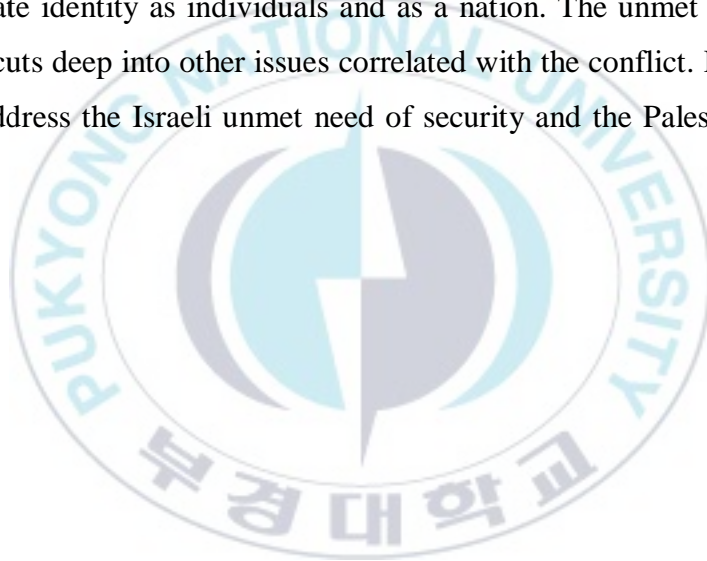 ate identity as individuals and as a nation. The unmet
cuts deep into other issues correlated with the conflict.
ddress the Israeli unmet need of security and the Pales
PUKYONG NATIONAL UNIVERSITY
부경대학교